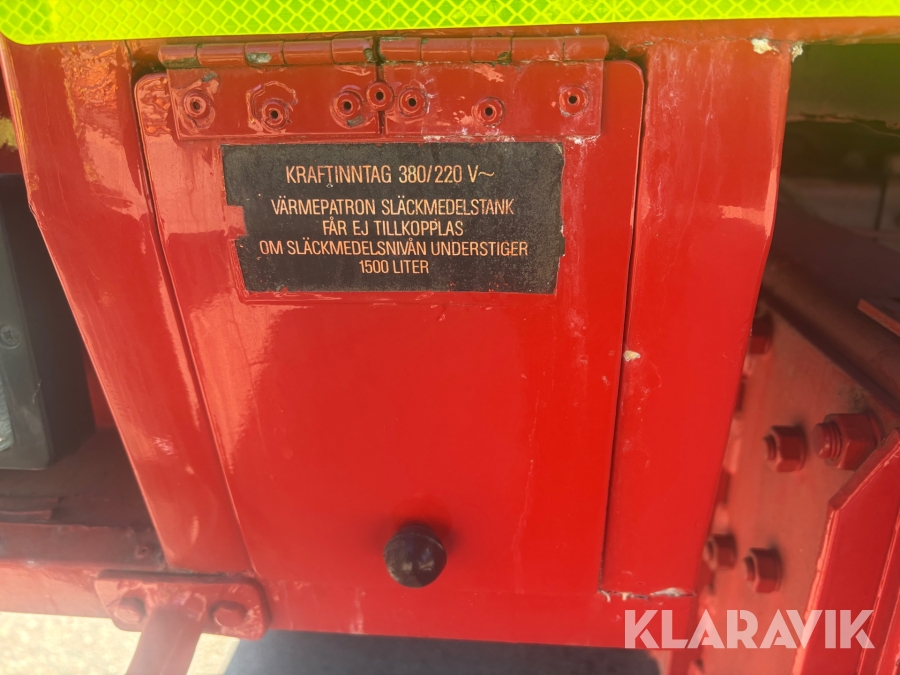 KRAFTINNTAG 380/220 V~
VÄRMEPATRON SLÄCKMEDELSTANK
FÅR EJ TILLKOPPLAS
OM SLÄCKMEDELSNIVÅN UNDERSTIGER
1500 LITER
KLARAVIK